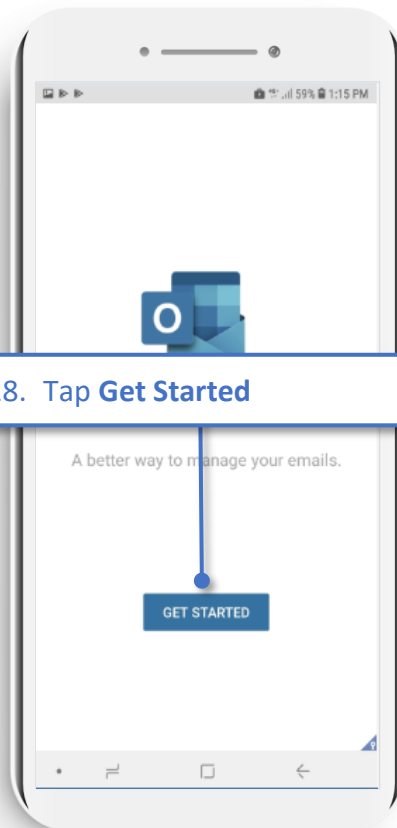 59% 1:15 PM
O
8. Tap Get Started
A better way to manage your emails.
GET STARTED